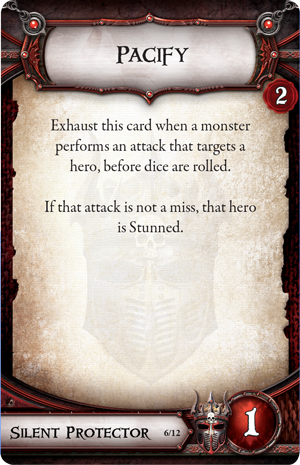 Pacify
2
Exhaust this card when a monster
performs an attack that targets a
hero, before dice are rolled.
If that attack is not a miss, that hero
is Stunned.
Silent Protector 6/12
1